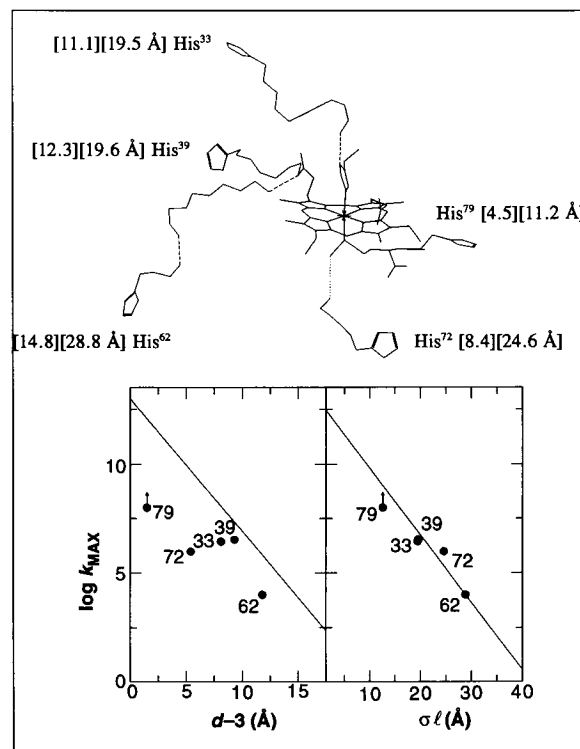 [11.1][19.5 Å] His³³
[12.3][19.6 Å] His³⁹
His⁷⁹ [4.5][11.2 Å]
[14.8][28.8 Å] His⁶²
His⁷² [8.4][24.6 Å]
log k_MAX
10
5
0
79
72
33
39
62
0
5
10
15
d–3 (Å)
79
33
39
72
62
10
20
30
40
σℓ(Å)